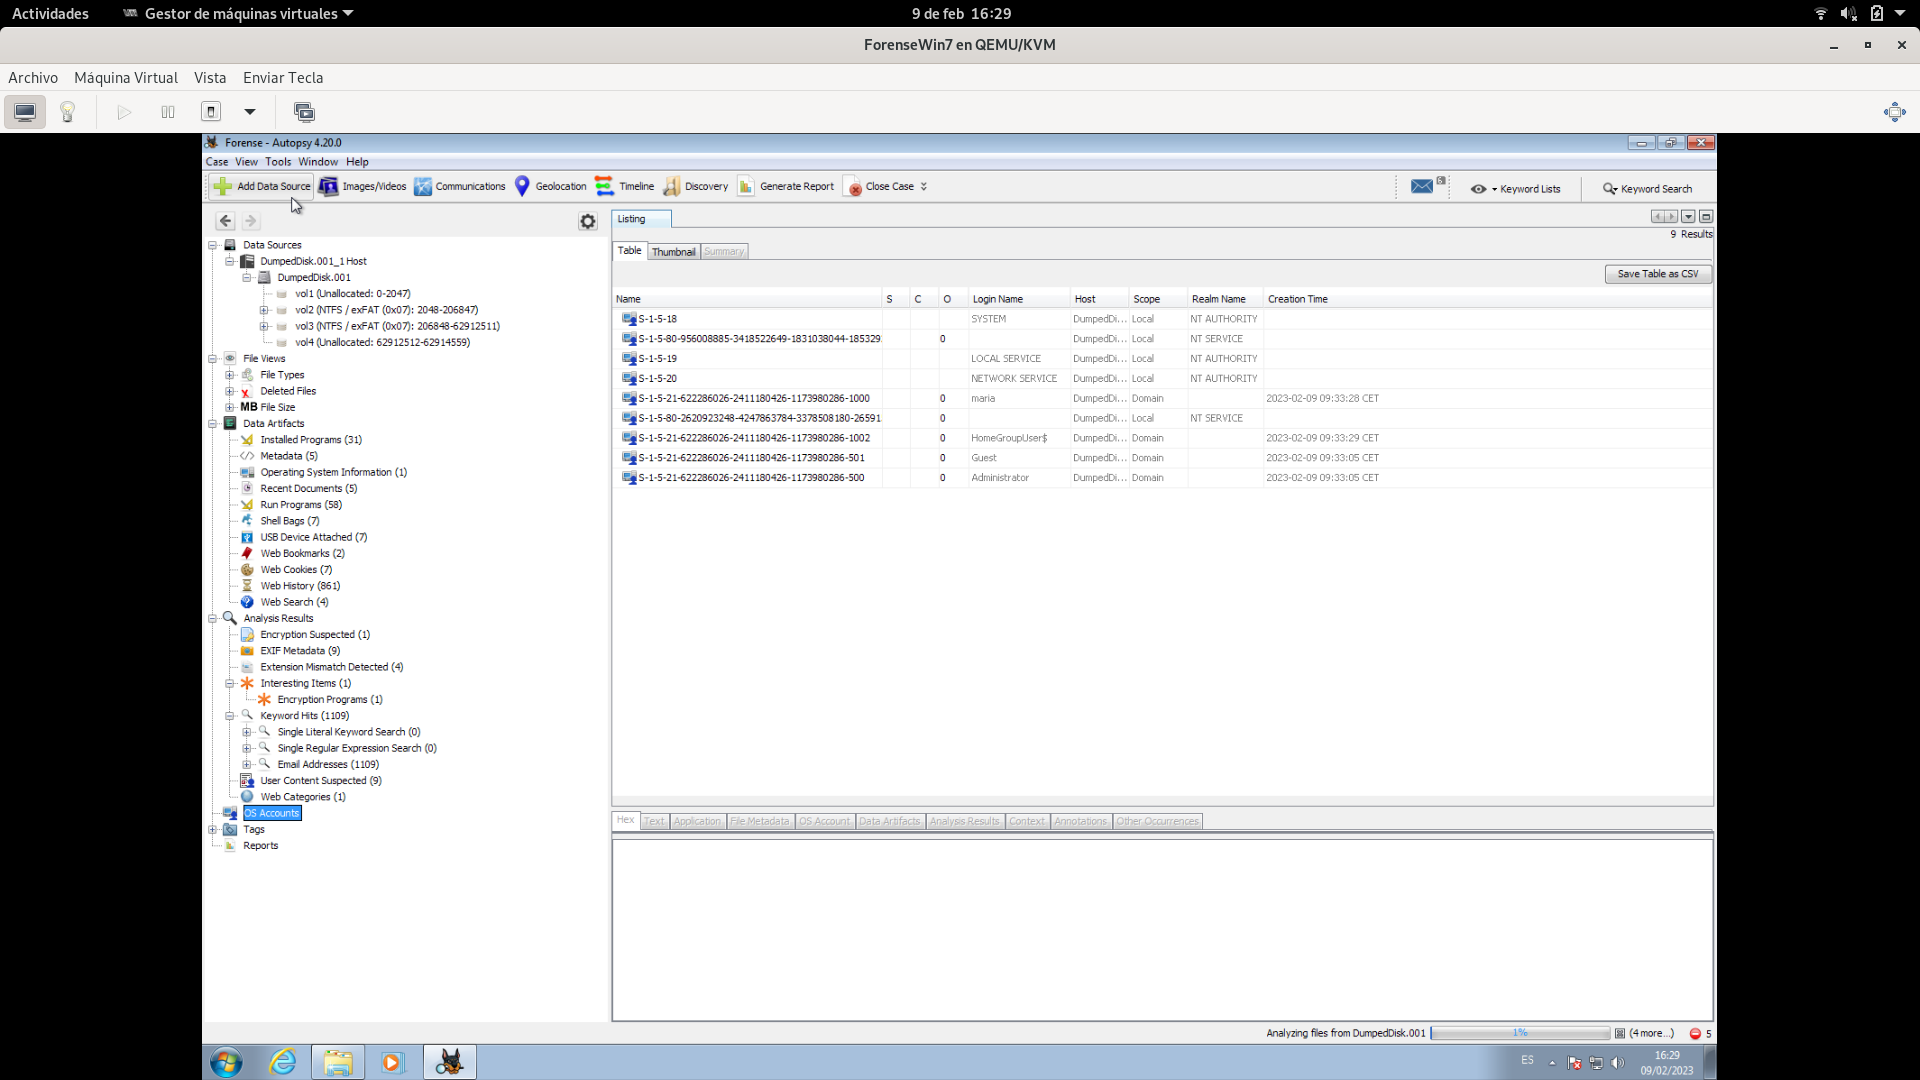 Actividades Gestor de máquinas virtuales 9 de feb 16:29
ForenseWin7 en QEMU/KVM
Archivo Máquina Virtual Vista Enviar Tecla
Forense - Autopsy 4.20.0
Case View Tools Window Help
Add Data Source Images/Videos Communications Geolocation Timeline Discovery Generate Report Close Case Keyword Lists Keyword Search
Listing
9 Results
Table Thumbnail Summary
Save Table as CSV
Data Sources
DumpedDisk.001_1 Host
DumpedDisk.001
vol1 (Unallocated: 0-2047)
vol2 (NTFS / exFAT (0x07): 2048-206847)
vol3 (NTFS / exFAT (0x07): 206848-62912511)
vol4 (Unallocated: 62912512-62914559)
File Views
File Types
Deleted Files
MB File Size
Data Artifacts
Installed Programs (31)
Metadata (5)
Operating System Information (1)
Recent Documents (5)
Run Programs (58)
Shell Bags (7)
USB Device Attached (7)
Web Bookmarks (2)
Web Cookies (7)
Web History (861)
Web Search (4)
Analysis Results
Encryption Suspected (1)
EXIF Metadata (9)
Extension Mismatch Detected (4)
Interesting Items (1)
Encryption Programs (1)
Keyword Hits (1109)
Single Literal Keyword Search (0)
Single Regular Expression Search (0)
Email Addresses (1109)
User Content Suspected (9)
Web Categories (1)
OS Accounts
Tags
Reports
Name S C O Login Name Host Scope Realm Name Creation Time
S-1-5-18 SYSTEM DumpedDi... Local NT AUTHORITY
S-1-5-80-956008885-3418522649-1831038044-185329. 0 DumpedDi... Local NT SERVICE
S-1-5-19 LOCAL SERVICE DumpedDi... Local NT AUTHORITY
S-1-5-20 NETWORK SERVICE DumpedDi... Local NT AUTHORITY
S-1-5-21-622286026-2411180426-1173980286-1000 0 maria DumpedDi... Domain 2023-02-09 09:33:28 CET
S-1-5-80-2620923248-4247863784-3378508180-26591 0 DumpedDi... Local NT SERVICE
S-1-5-21-622286026-2411180426-1173980286-1002 0 HomeGroupUser$ DumpedDi... Domain 2023-02-09 09:33:29 CET
S-1-5-21-622286026-2411180426-1173980286-501 0 Guest DumpedDi... Domain 2023-02-09 09:33:05 CET
S-1-5-21-622286026-2411180426-1173980286-500 0 Administrator DumpedDi... Domain 2023-02-09 09:33:05 CET
Hex Text Application File Metadata OS Account Data Artifacts Analysis Results Context Annotations Other Occurrences
Analyzing files from DumpedDisk.001 1% (4 more...) 5
ES 16:29
09/02/2023